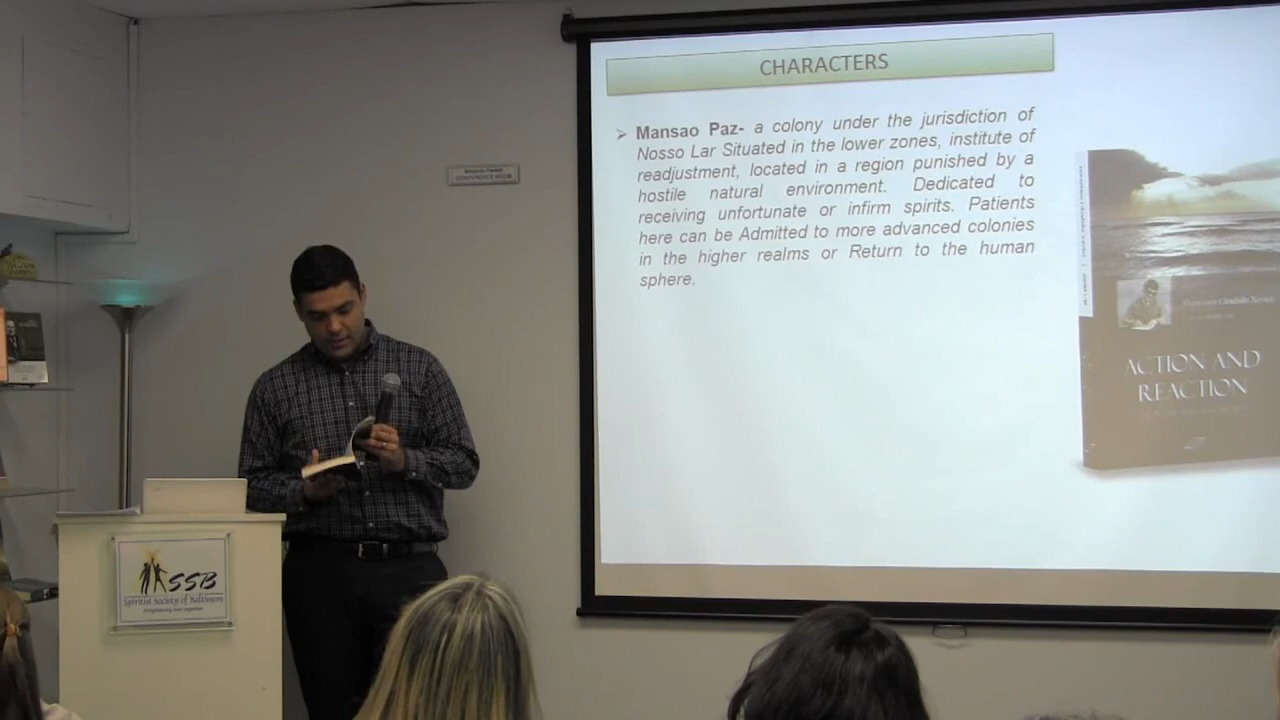 CHARACTERS
➢ Mansao Paz- a colony under the jurisdiction of
Nosso Lar Situated in the lower zones, institute of
readjustment, located in a region punished by a
hostile natural environment. Dedicated to
receiving unfortunate or infirm spirits. Patients
here can be Admitted to more advanced colonies
in the higher realms or Return to the human
sphere.
ACTION AND
REACTION
SSB
Spiritist Society of Baltimore